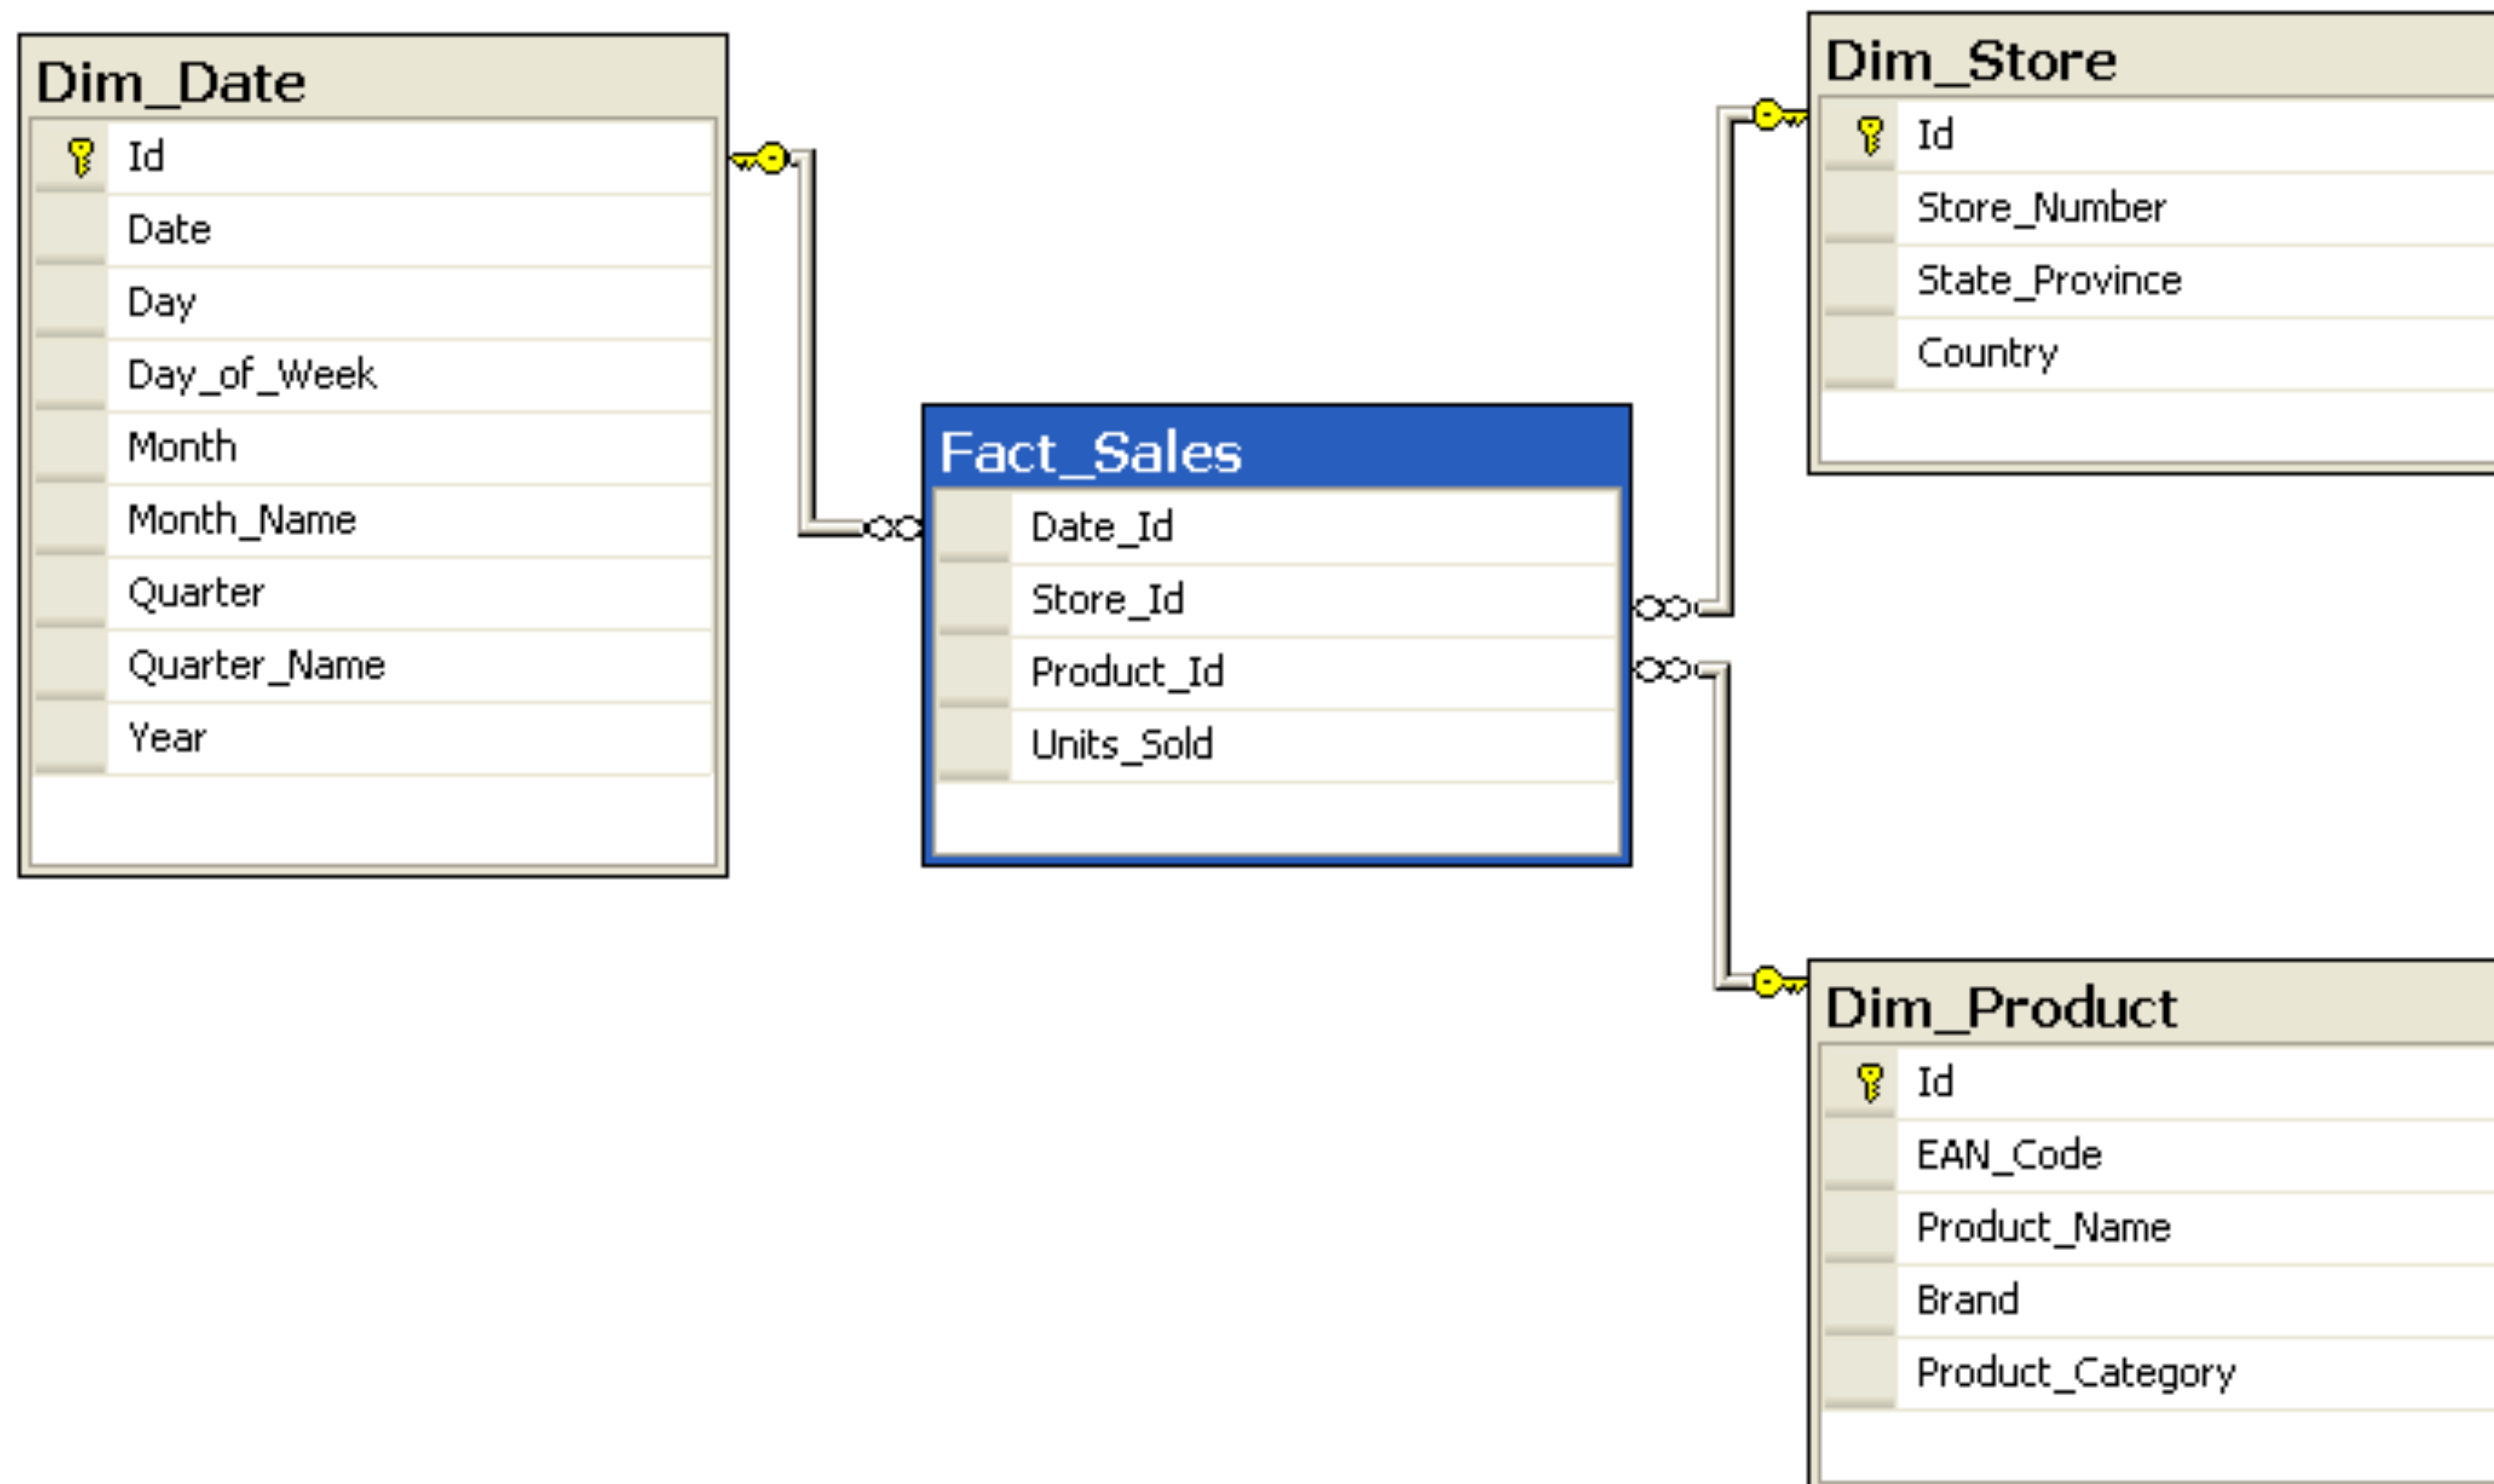 Dim_Date
Id
Date
Day
Day_of_Week
Month
Month_Name
Quarter
Quarter_Name
Year
Fact_Sales
Date_Id
Store_Id
Product_Id
Units_Sold
Dim_Store
Id
Store_Number
State_Province
Country
Dim_Product
Id
EAN_Code
Product_Name
Brand
Product_Category